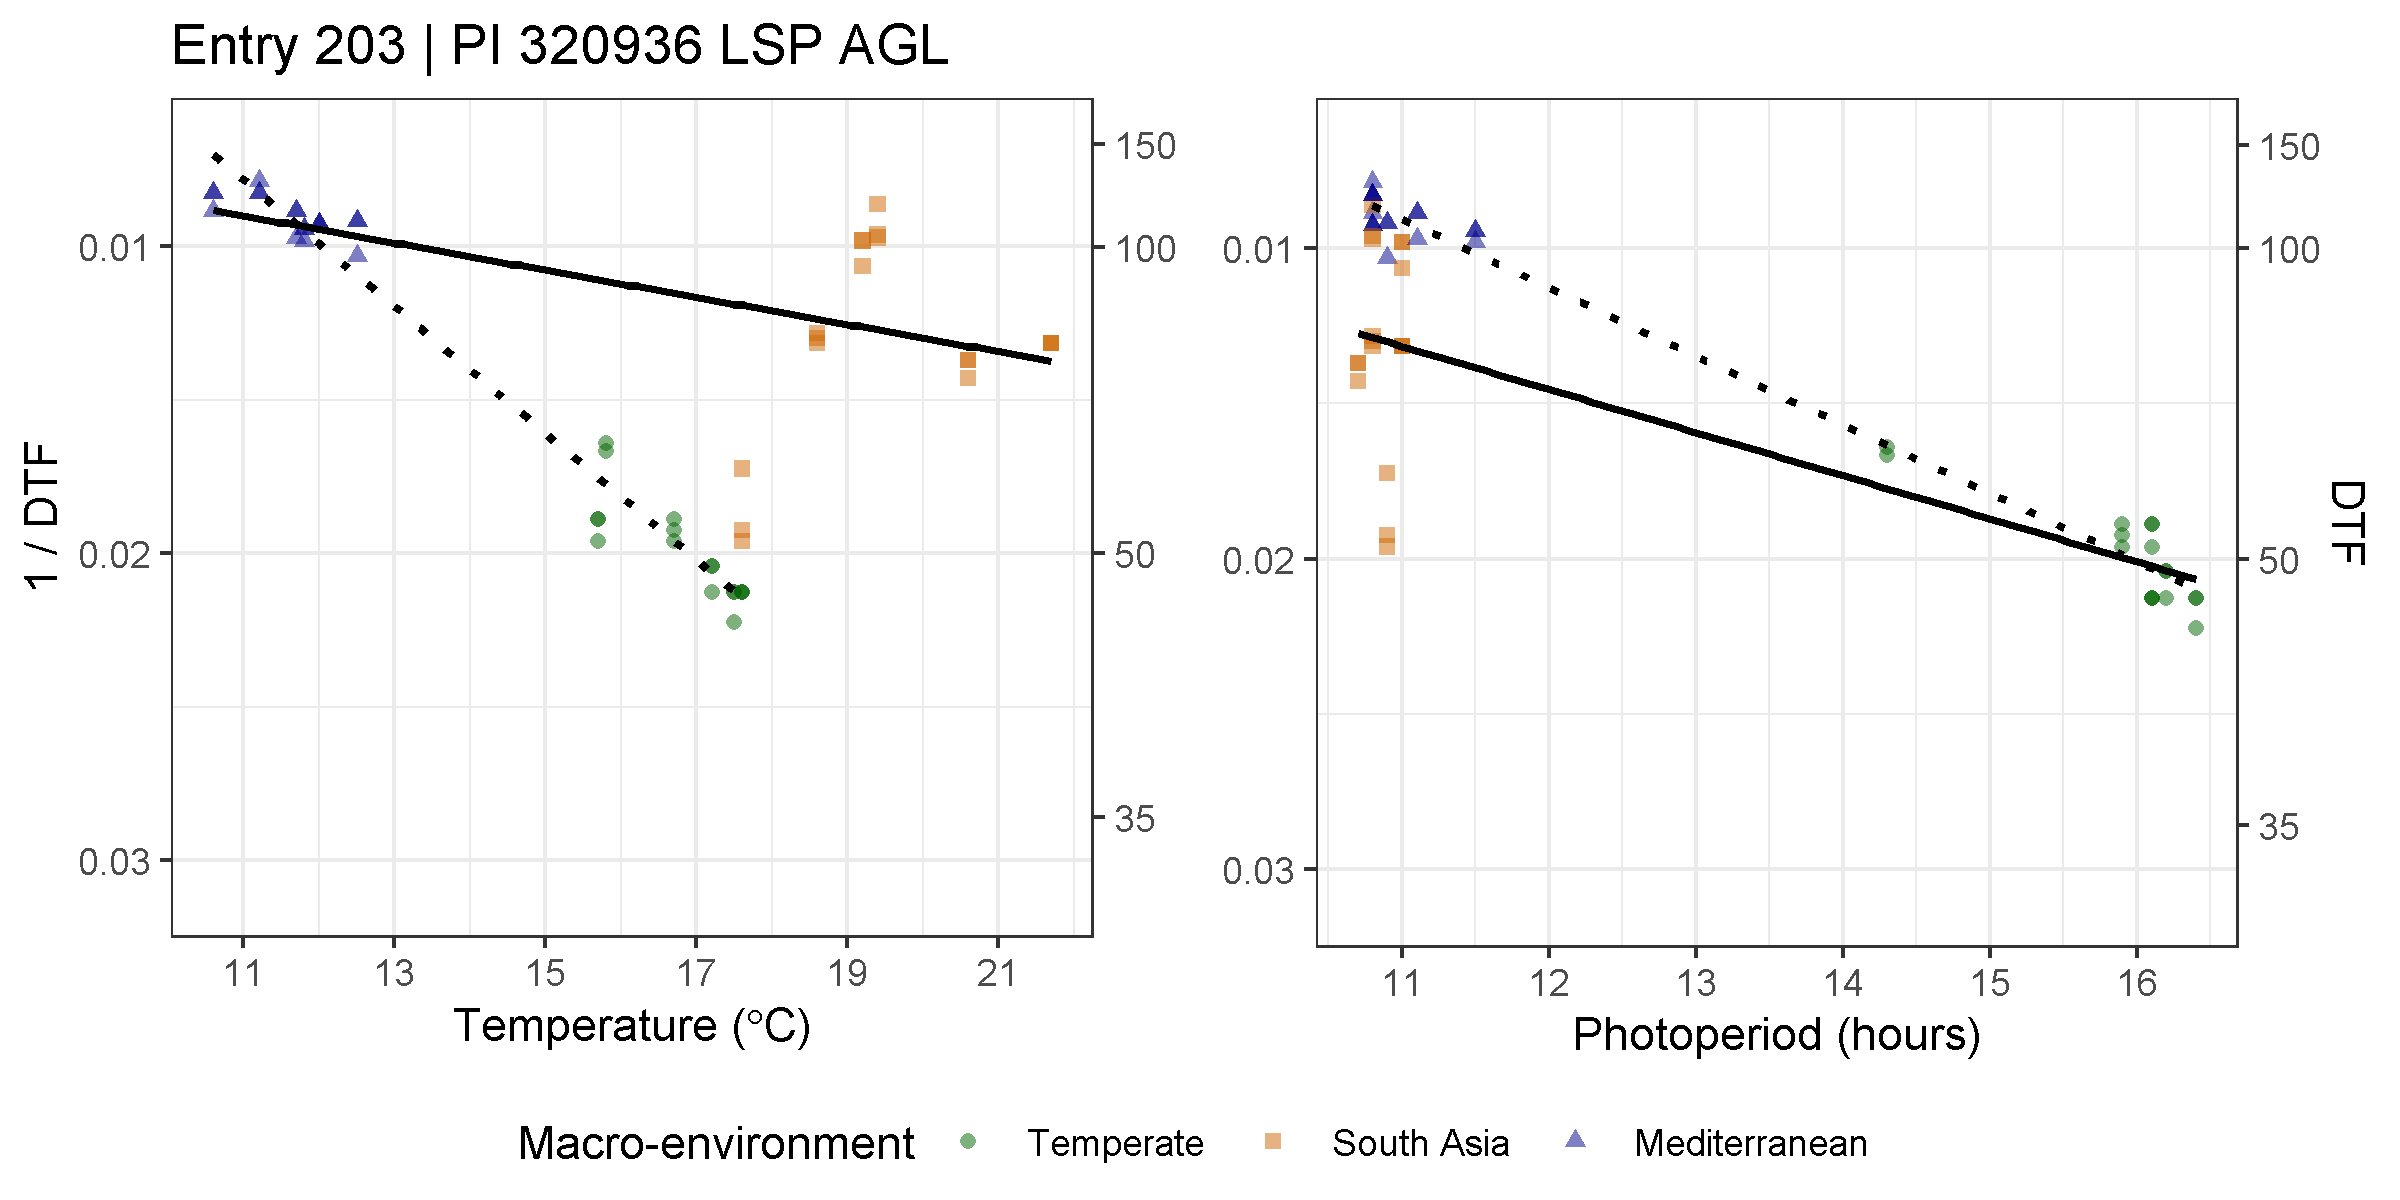 Entry 203 | PI 320936 LSP AGL
1 / DTF
0.01
0.02
0.03
150
100
50
35
11 13 15 17 19 21
Temperature (°C)
0.01
0.02
0.03
150
100
50
35
DTF
11 12 13 14 15 16
Photoperiod (hours)
Macro-environment Temperate South Asia Mediterranean